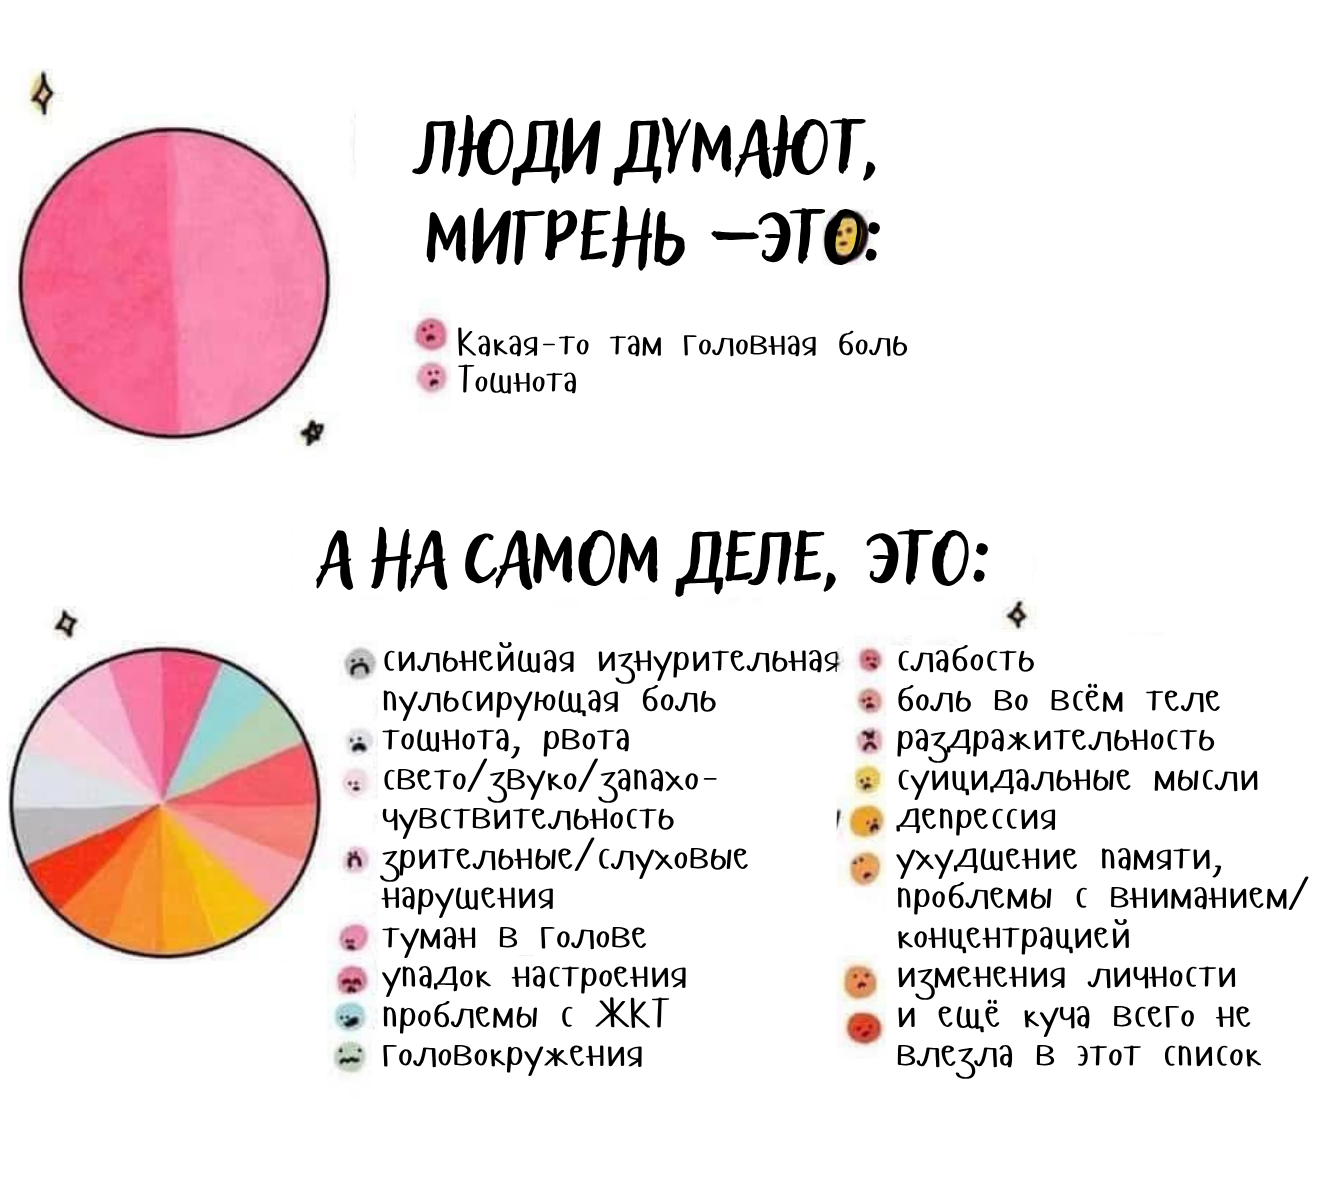 ЛЮДИ ДУМАЮТ,
МИГРЕНЬ –ЭТО:
Какая-то там головная боль
Тошнота
А НА САМОМ ДЕЛЕ, ЭТО:
сильнейшая изнурительная
пульсирующая боль
тошнота, рвота
свето/звуко/запахо-
чувствительность
зрительные/слуховые
нарушения
туман в голове
упадок настроения
проблемы с ЖКТ
головокружения
слабость
боль во всём теле
раздражительность
суицидальные мысли
депрессия
ухудшение памяти,
проблемы с вниманием/
концентрацией
изменения личности
и ещё куча всего не
влезла в этот список